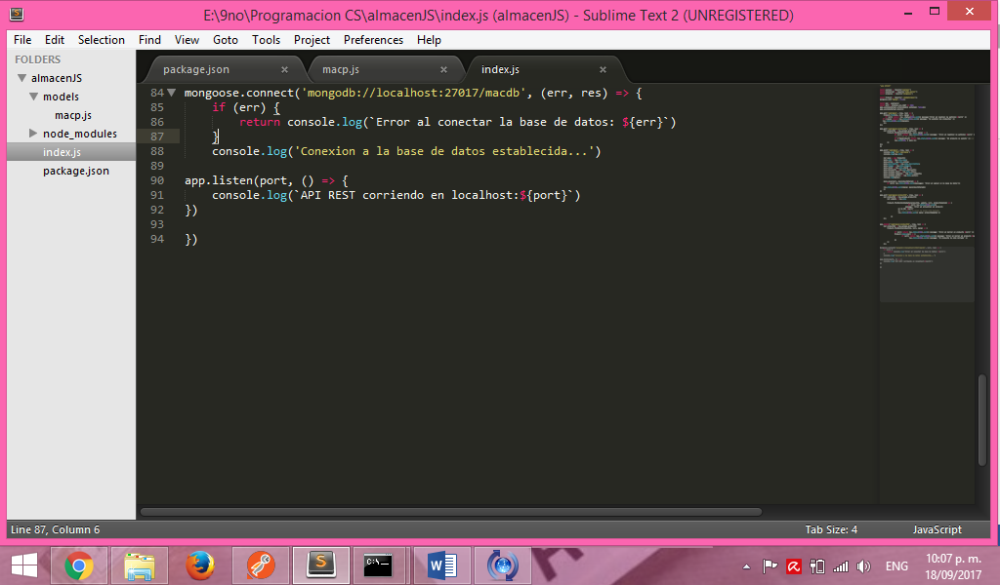 E:\9no\Programacion CS\almacenJS\index.js (almacenJS) - Sublime Text 2 (UNREGISTERED)
File Edit Selection Find View Goto Tools Project Preferences Help
FOLDERS
almacenJS
models
macp.js
node_modules
index.js
package.json
package.json × macp.js × index.js ×
84 mongoose.connect('mongodb://localhost:27017/macdb', (err, res) => {
85     if (err) {
86         return console.log(`Error al conectar la base de datos: ${err}`)
87     }
88     console.log('Conexion a la base de datos establecida...')
89
90 app.listen(port, () => {
91     console.log(`API REST corriendo en localhost:${port}`)
92 })
93
94 })
Line 87, Column 6 Tab Size: 4 JavaScript
C:\_
W
ENG
10:07 p. m.
18/09/2017